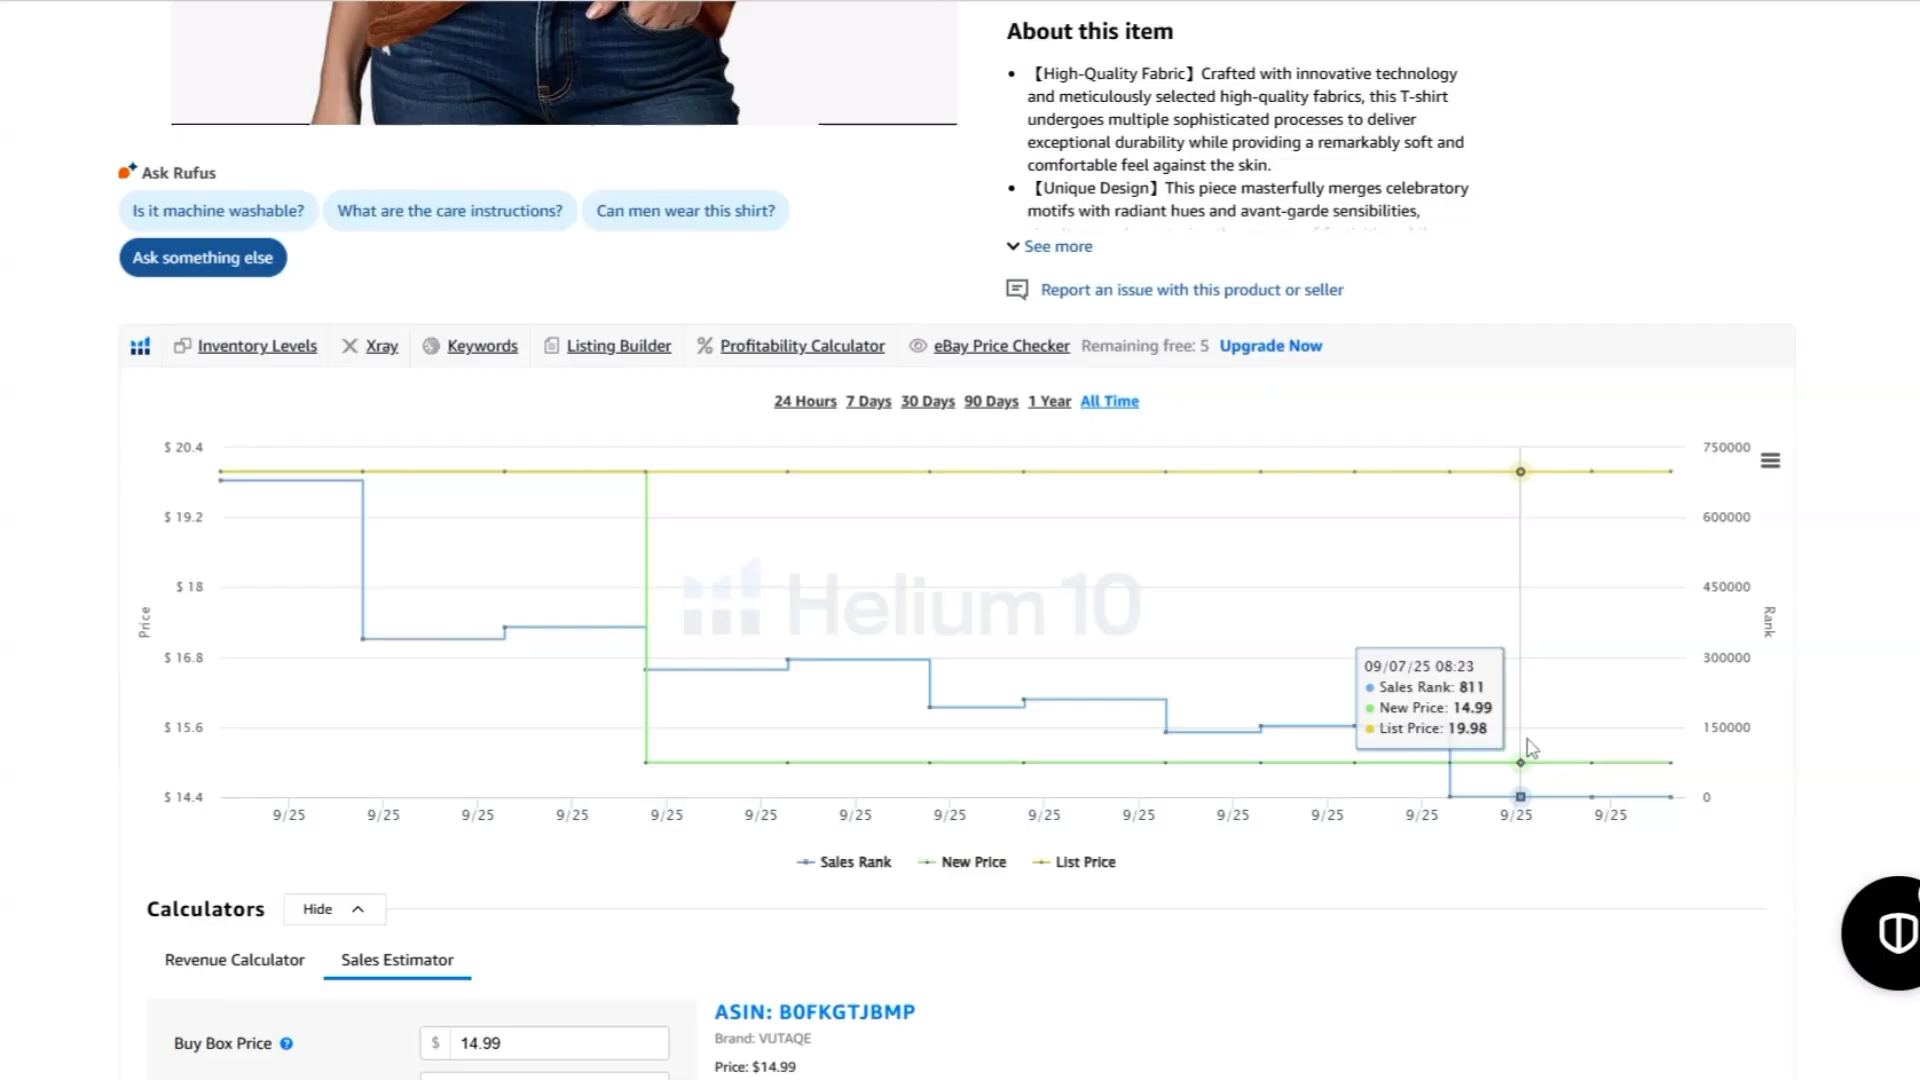 About this item
【High-Quality Fabric】Crafted with innovative technology
and meticulously selected high-quality fabrics, this T-shirt
undergoes multiple sophisticated processes to deliver
exceptional durability while providing a remarkably soft and
comfortable feel against the skin.
【Unique Design】This piece masterfully merges celebratory
motifs with radiant hues and avant-garde sensibilities,
See more
Report an issue with this product or seller
Ask Rufus
Is it machine washable?
What are the care instructions?
Can men wear this shirt?
Ask something else
Inventory Levels
Xray
Keywords
Listing Builder
Profitability Calculator
eBay Price Checker
Remaining free: 5
Upgrade Now
24 Hours 7 Days 30 Days 90 Days 1 Year All Time
$ 20.4
$ 19.2
$ 18
$ 16.8
$ 15.6
$ 14.4
Price
750000
600000
450000
300000
150000
0
Rank
Helium 10
09/07/25 08:23
Sales Rank: 811
New Price: 14.99
List Price: 19.98
9/25 9/25 9/25 9/25 9/25 9/25 9/25 9/25 9/25 9/25 9/25 9/25 9/25 9/25 9/25
Sales Rank New Price List Price
Calculators
Hide
Revenue Calculator
Sales Estimator
Buy Box Price
$ 14.99
ASIN: B0FKGTJBMP
Brand: VUTAQE
Price: $14.99